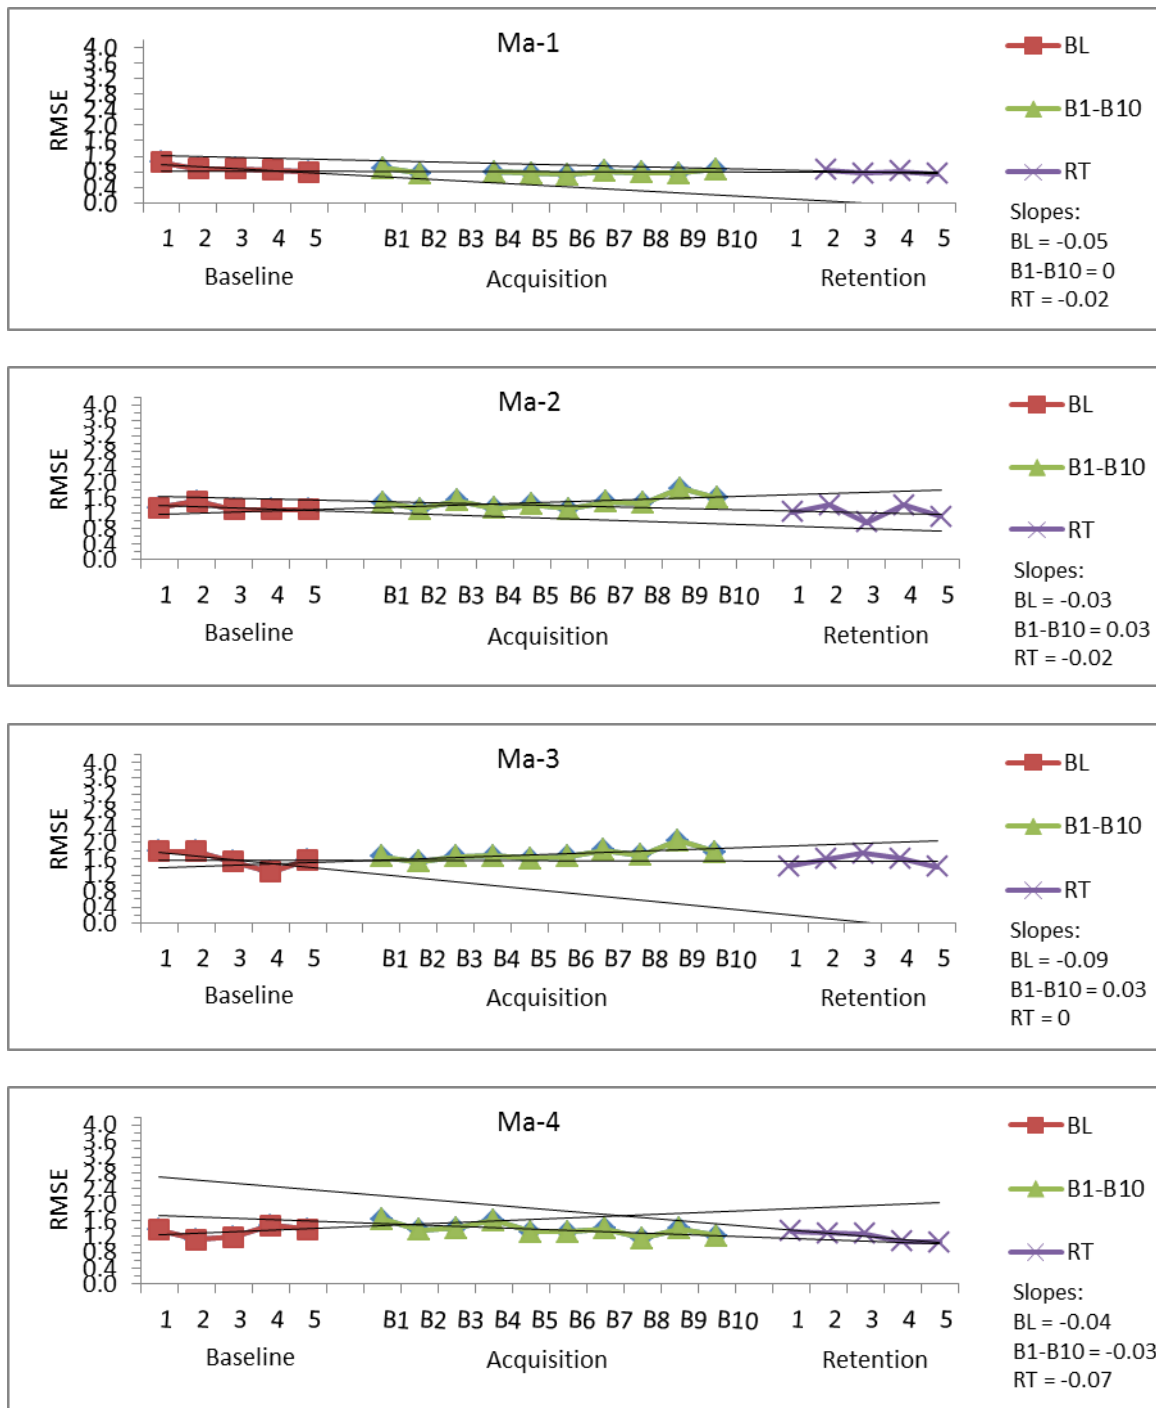 Ma-1
RMSE
4.0
3.6
3.2
2.8
2.4
2.0
1.6
1.2
0.8
0.4
0.0
1 2 3 4 5 B1 B2 B3 B4 B5 B6 B7 B8 B9 B10 1 2 3 4 5
Baseline Acquisition Retention
BL
B1-B10
RT
Slopes:
BL = -0.05
B1-B10 = 0
RT = -0.02
Ma-2
RMSE
4.0
3.6
3.2
2.8
2.4
2.0
1.6
1.2
0.8
0.4
0.0
1 2 3 4 5 B1 B2 B3 B4 B5 B6 B7 B8 B9 B10 1 2 3 4 5
Baseline Acquisition Retention
BL
B1-B10
RT
Slopes:
BL = -0.03
B1-B10 = 0.03
RT = -0.02
Ma-3
RMSE
4.0
3.6
3.2
2.8
2.4
2.0
1.6
1.2
0.8
0.4
0.0
1 2 3 4 5 B1 B2 B3 B4 B5 B6 B7 B8 B9 B10 1 2 3 4 5
Baseline Acquisition Retention
BL
B1-B10
RT
Slopes:
BL = -0.09
B1-B10 = 0.03
RT = 0
Ma-4
RMSE
4.0
3.6
3.2
2.8
2.4
2.0
1.6
1.2
0.8
0.4
0.0
1 2 3 4 5 B1 B2 B3 B4 B5 B6 B7 B8 B9 B10 1 2 3 4 5
Baseline Acquisition Retention
BL
B1-B10
RT
Slopes:
BL = -0.04
B1-B10 = -0.03
RT = -0.07